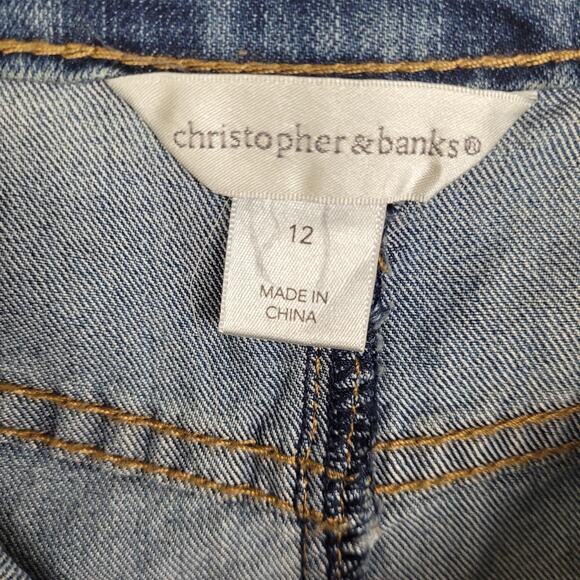 christopher & banks®
12
MADE IN
CHINA